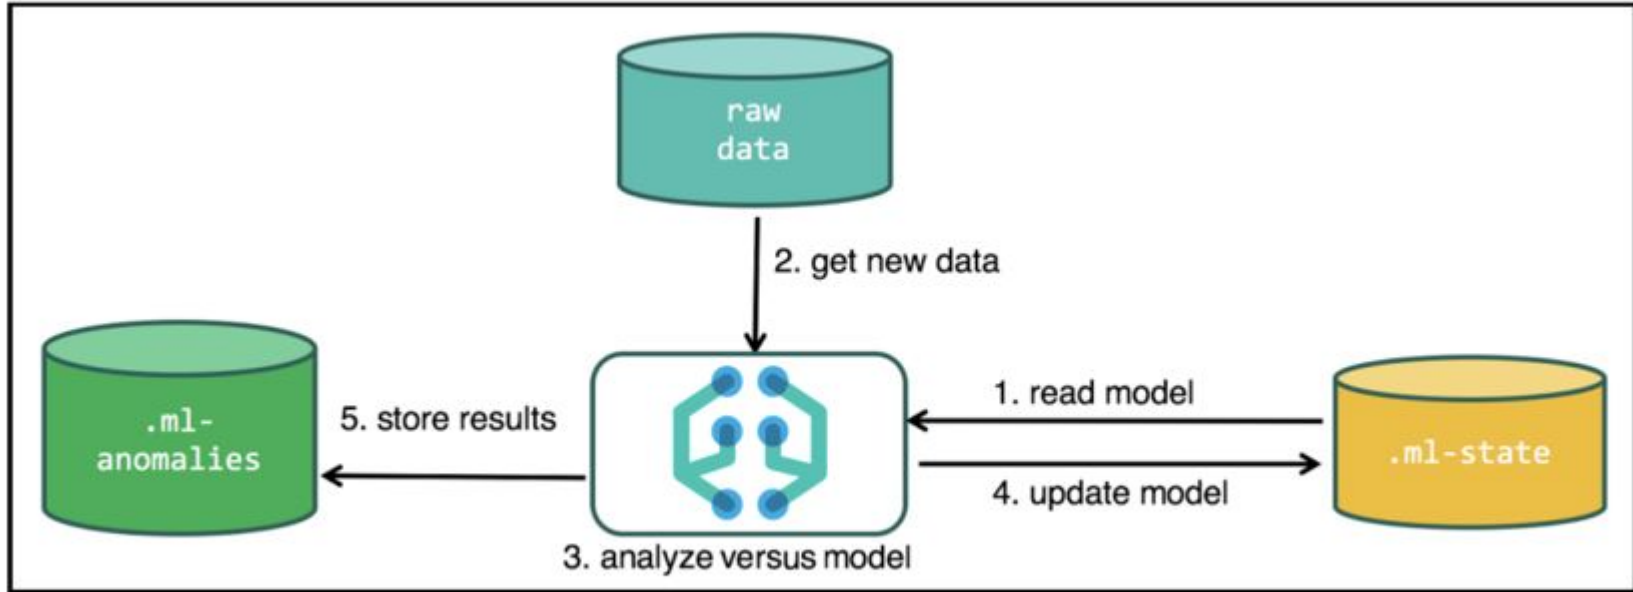 raw
data
2. get new data
1. read model
5. store results
.ml-
anomalies
.ml-state
4. update model
3. analyze versus model